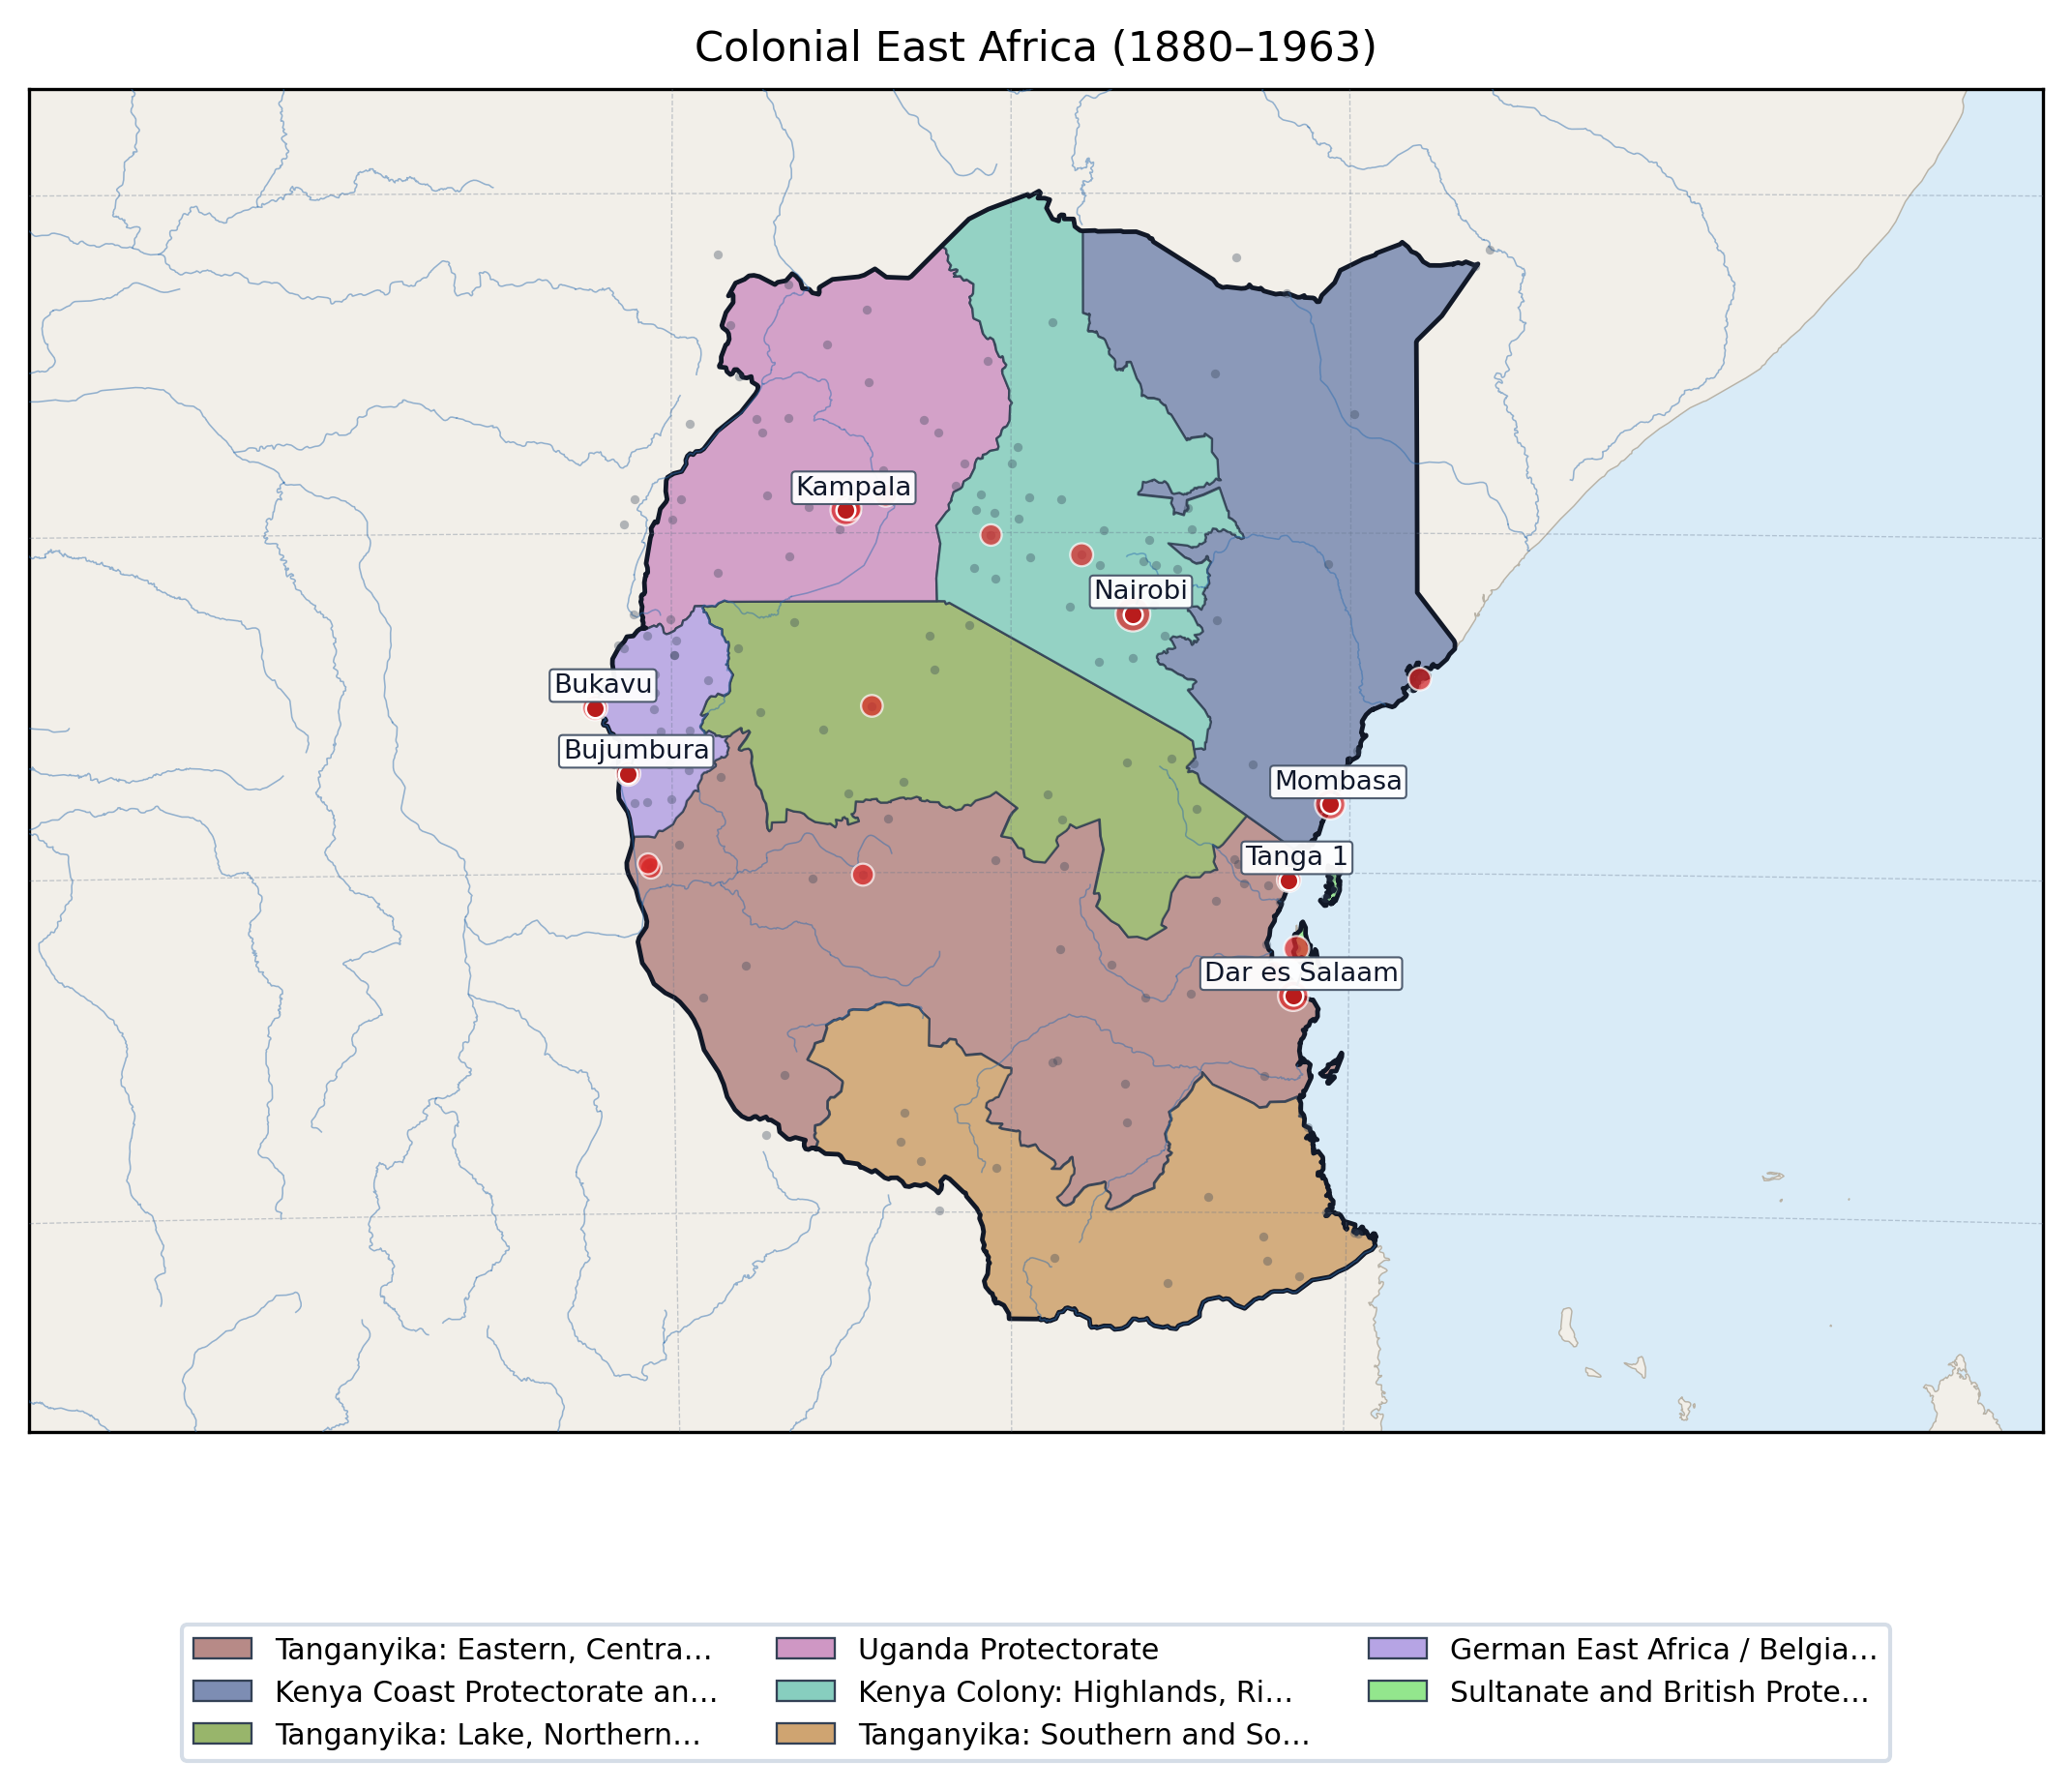 Colonial East Africa (1880–1963)
Kampala
Nairobi
Bukavu
Bujumbura
Mombasa
Tanga 1
Dar es Salaam
Tanganyika: Eastern, Centra...
Kenya Coast Protectorate an...
Tanganyika: Lake, Northern...
Uganda Protectorate
Kenya Colony: Highlands, Ri...
Tanganyika: Southern and So...
German East Africa / Belgia...
Sultanate and British Prote...